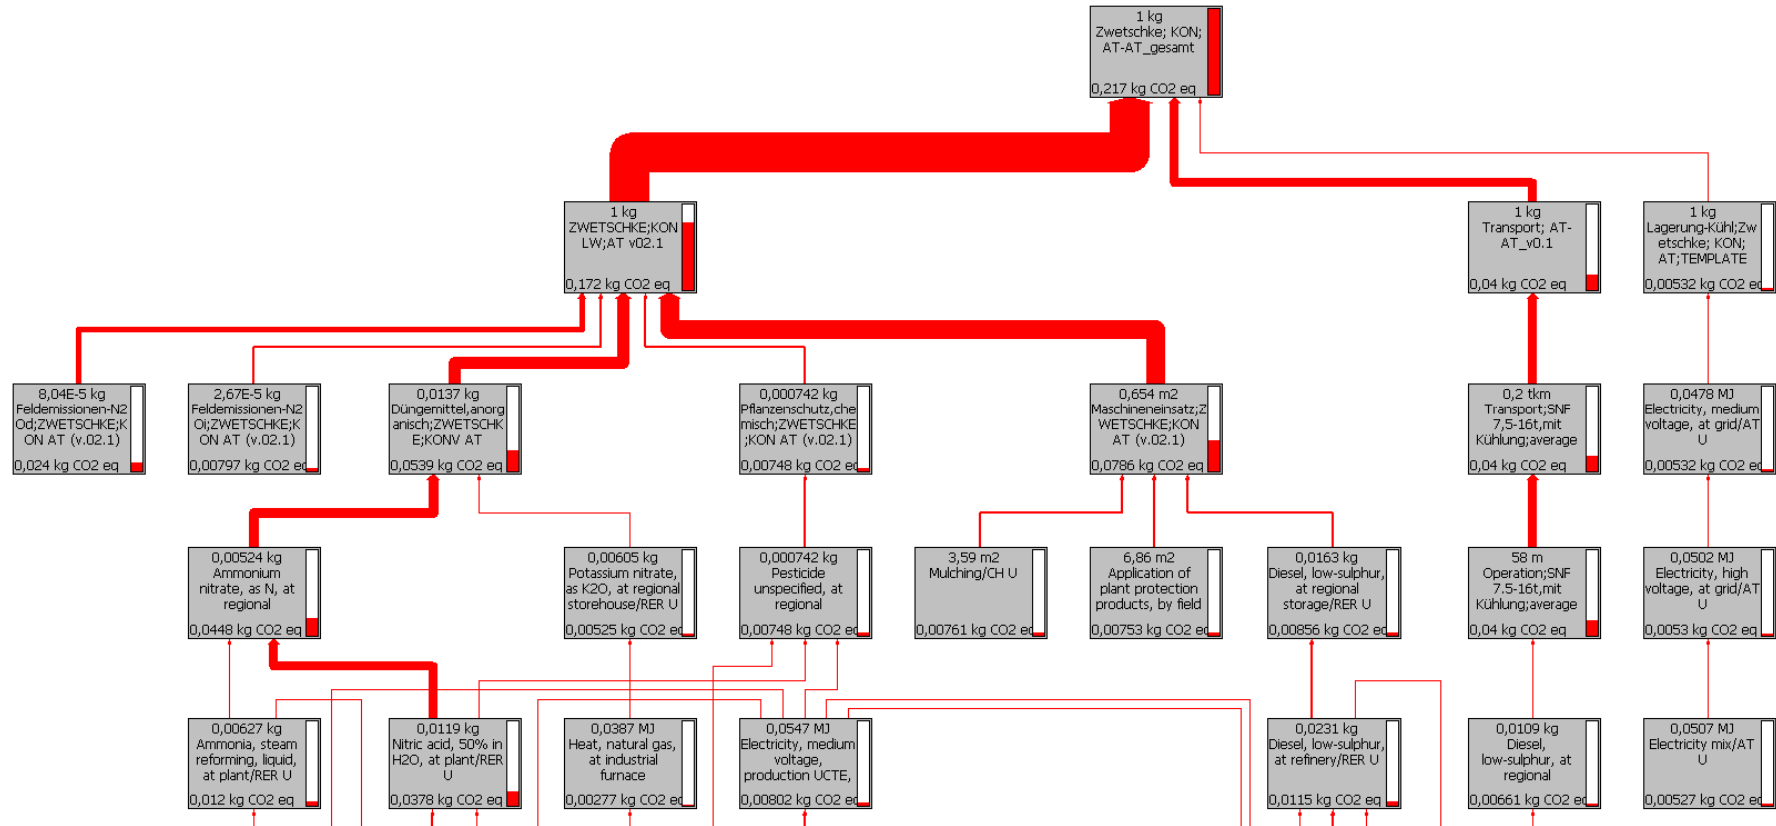 1 kg
Zwetschke; KON;
AT-AT_gesamt
0,217 kg CO2 eq
1 kg
ZWETSCHKE;KON
LW;AT v02.1
0,172 kg CO2 eq
1 kg
Transport; AT-
AT_v0.1
0,04 kg CO2 eq
1 kg
Lagerung-Kühl;Zw
etschke; KON;
AT;TEMPLATE
0,00532 kg CO2 eq
8,04E-5 kg
Feldemissionen-N2
Od;ZWETSCHKE;K
ON AT (v.02.1)
0,024 kg CO2 eq
2,67E-5 kg
Feldemissionen-N2
Oi;ZWETSCHKE;K
ON AT (v.02.1)
0,00797 kg CO2 eq
0,0137 kg
Düngemittel,anorg
anisch;ZWETSCHK
E;KONV AT
0,0539 kg CO2 eq
0,000742 kg
Pflanzenschutz,che
misch;ZWETSCHKE
;KON AT (v.02.1)
0,00748 kg CO2 eq
0,654 m2
Maschineneinsatz;Z
WETSCHKE;KON
AT (v.02.1)
0,0786 kg CO2 eq
0,2 tkm
Transport;SNF
7,5-16t,mit
Kühlung;average
0,04 kg CO2 eq
0,0478 MJ
Electricity, medium
voltage, at grid/AT
U
0,00532 kg CO2 eq
0,00524 kg
Ammonium
nitrate, as N, at
regional
0,0448 kg CO2 eq
0,00605 kg
Potassium nitrate,
as K2O, at regional
storehouse/RER U
0,00525 kg CO2 eq
0,000742 kg
Pesticide
unspecified, at
regional
0,00748 kg CO2 eq
3,59 m2
Mulching/CH U
0,00761 kg CO2 eq
6,86 m2
Application of
plant protection
products, by field
0,00753 kg CO2 eq
0,0163 kg
Diesel, low-sulphur,
at regional
storage/RER U
0,00856 kg CO2 eq
58 m
Operation;SNF
7.5-16t,mit
Kühlung;average
0,04 kg CO2 eq
0,0502 MJ
Electricity, high
voltage, at grid/AT
U
0,0053 kg CO2 eq
0,00627 kg
Ammonia, steam
reforming, liquid,
at plant/RER U
0,012 kg CO2 eq
0,0119 kg
Nitric acid, 50% in
H2O, at plant/RER
U
0,0378 kg CO2 eq
0,0387 MJ
Heat, natural gas,
at industrial
furnace
0,00277 kg CO2 eq
0,0547 MJ
Electricity, medium
voltage,
production UCTE,
0,00802 kg CO2 eq
0,0231 kg
Diesel, low-sulphur,
at refinery/RER U
0,0115 kg CO2 eq
0,0109 kg
Diesel,
low-sulphur, at
regional
0,00661 kg CO2 eq
0,0507 MJ
Electricity mix/AT
U
0,00527 kg CO2 eq